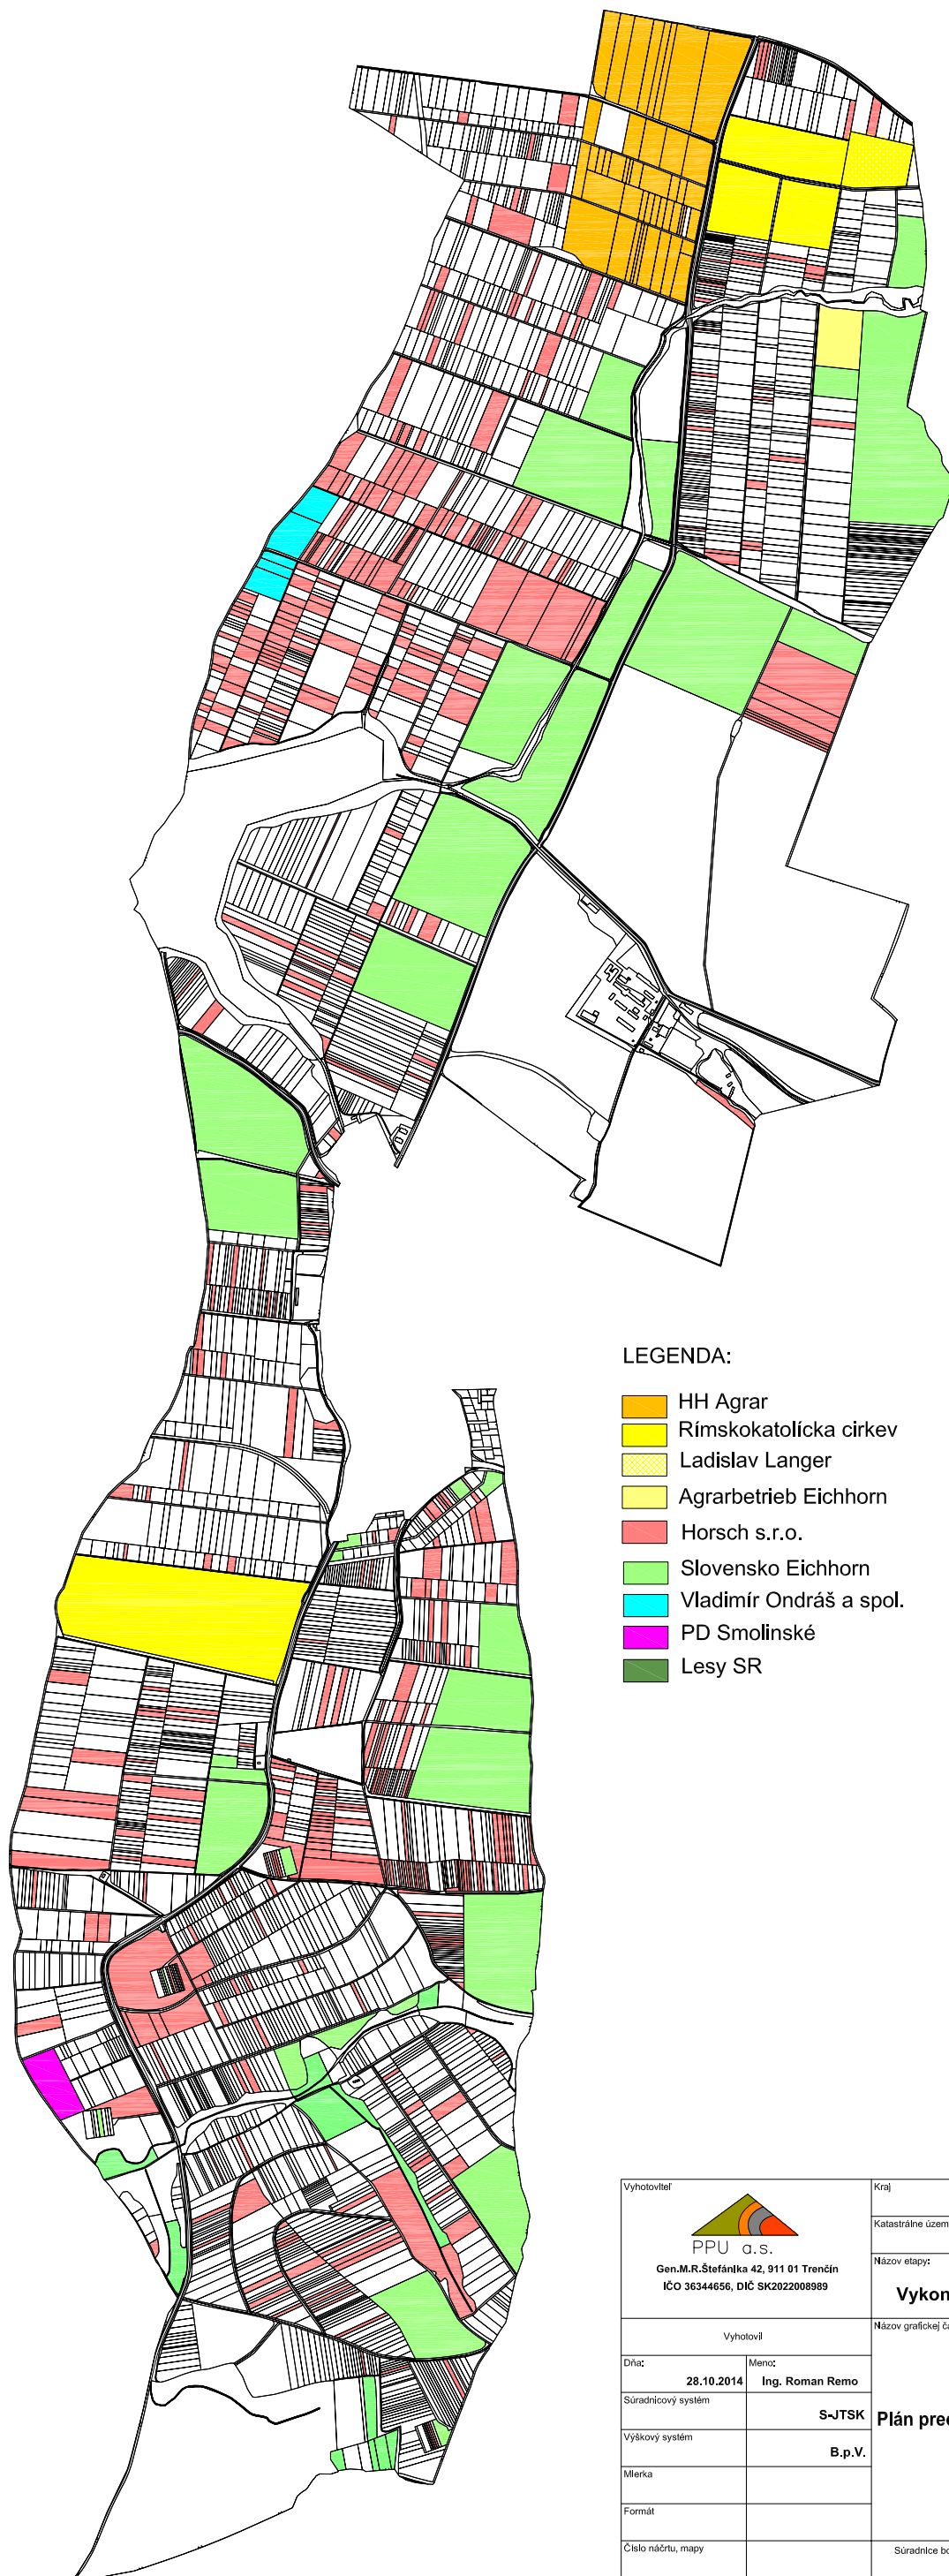 LEGENDA:
HH Agrar
Rímskokatolícka cirkev
Ladislav Langer
Agrarbetrieb Eichhorn
Horsch s.r.o.
Slovensko Eichhorn
Vladimír Ondráš a spol.
PD Smolinské
Lesy SR
Vyhotoviteľ
PPU a.s.
Gen.M.R.Štefánika 42, 911 01 Trenčín
IČO 36344656, DIČ SK2022008989
Vyhotovil
Dňa:
Meno:
28.10.2014
Ing. Roman Remo
Súradnicový systém
S-JTSK
Výškový systém
B.p.V.
Mierka
Formát
Číslo náčrtu, mapy
Kraj
Katastrálne územ
Názov etapy:
Vykon
Názov grafickej ča
Plán pred
Súradnice bo